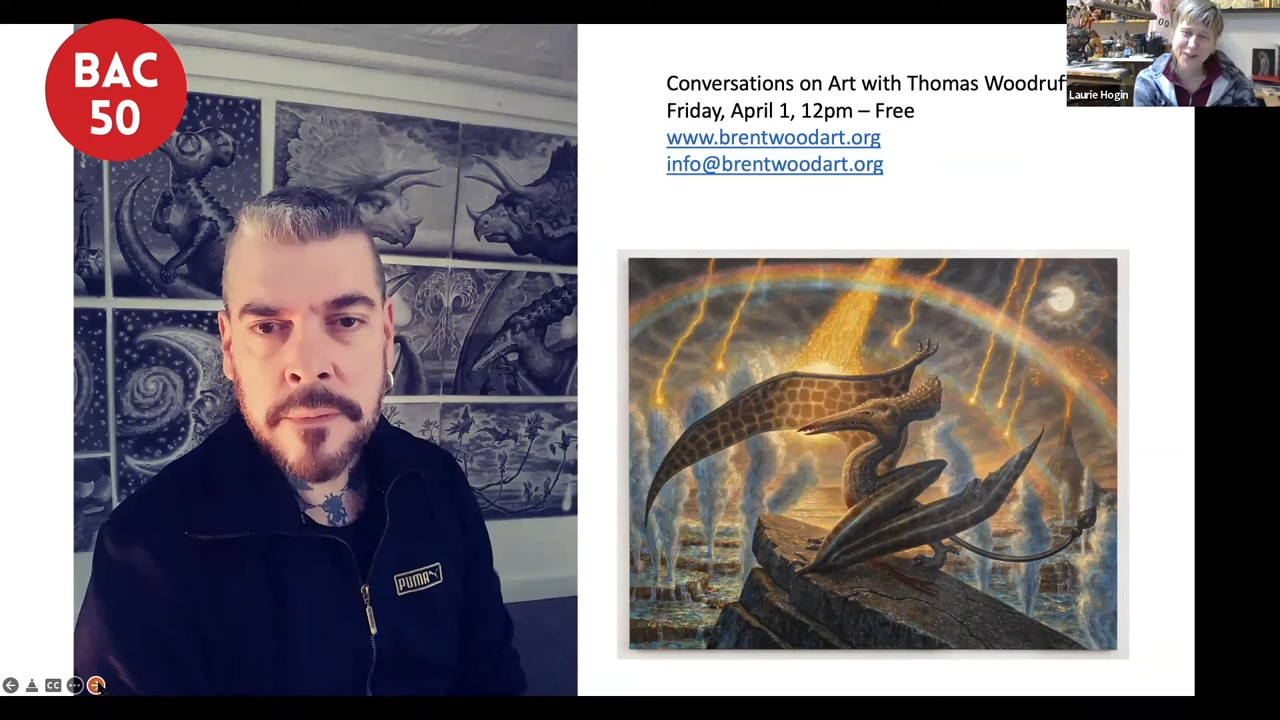 BAC
50
Conversations on Art with Thomas Woodruf
Friday, April 1, 12pm – Free
www.brentwoodart.org
info@brentwoodart.org
Laurie Hogin
PUMA
CC